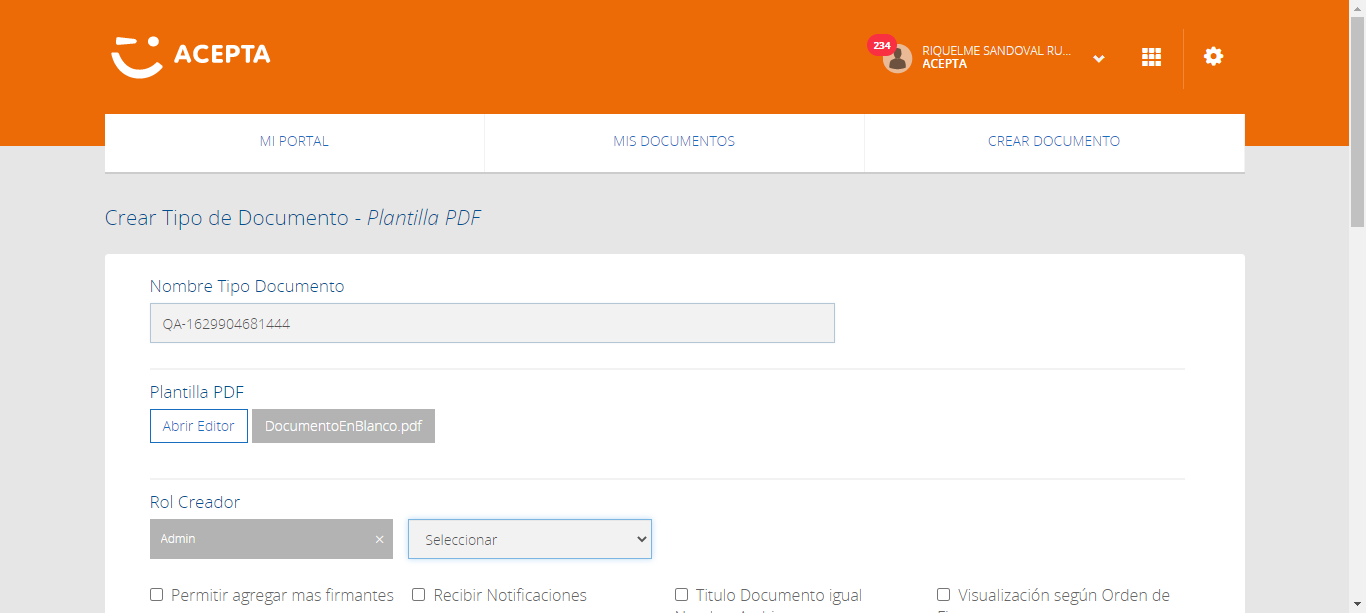 ACEPTA
234
RIQUELME SANDOVAL RU...
ACEPTA
MI PORTAL
MIS DOCUMENTOS
CREAR DOCUMENTO
Crear Tipo de Documento - Plantilla PDF
Nombre Tipo Documento
QA-1629904681444
Plantilla PDF
Abrir Editor
DocumentoEnBlanco.pdf
Rol Creador
Admin ×
Seleccionar
Permitir agregar mas firmantes
Recibir Notificaciones
Titulo Documento igual
Visualización según Orden de